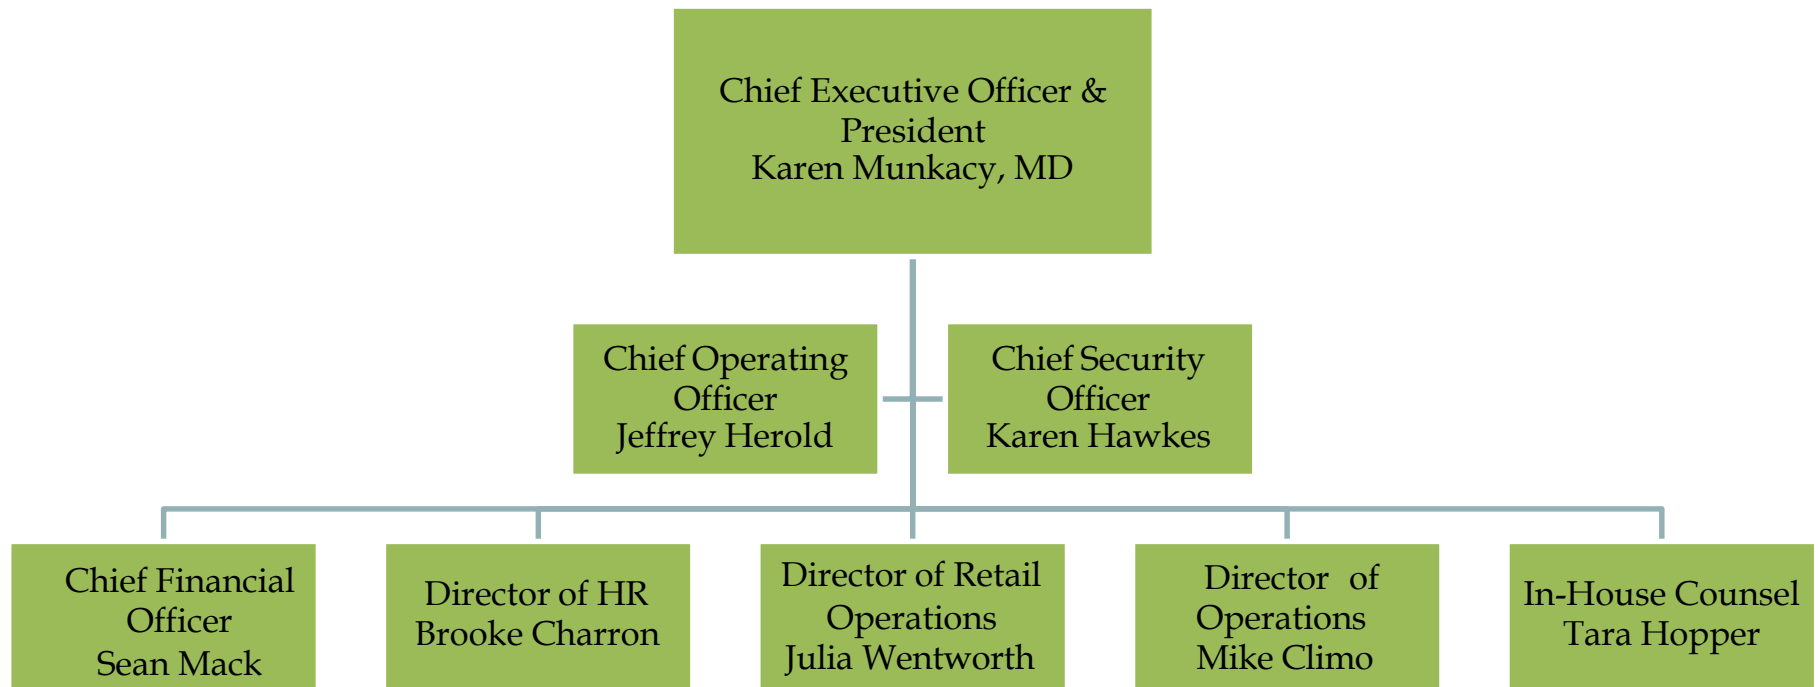 Chief Executive Officer &
President
Karen Munkacy, MD
Chief Operating
Officer
Jeffrey Herold
Chief Security
Officer
Karen Hawkes
Chief Financial
Officer
Sean Mack
Director of HR
Brooke Charron
Director of Retail
Operations
Julia Wentworth
Director of
Operations
Mike Climo
In-House Counsel
Tara Hopper